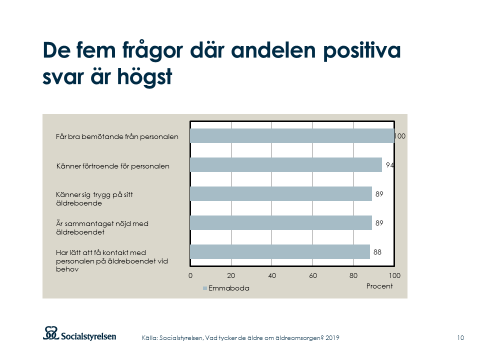 De fem frågor där andelen positiva
svar är högst
Får bra bemötande från personalen
100
Känner förtroende för personalen
94
Känner sig trygg på sitt
äldreboende
89
Är sammantaget nöjd med
äldreboendet
89
Har lätt att få kontakt med
personalen på äldreboendet vid
behov
88
0 20 40 60 80 100
Emmaboda
Procent
Socialstyrelsen
Källa: Socialstyrelsen, Vad tycker de äldre om äldreomsorgen? 2019
10